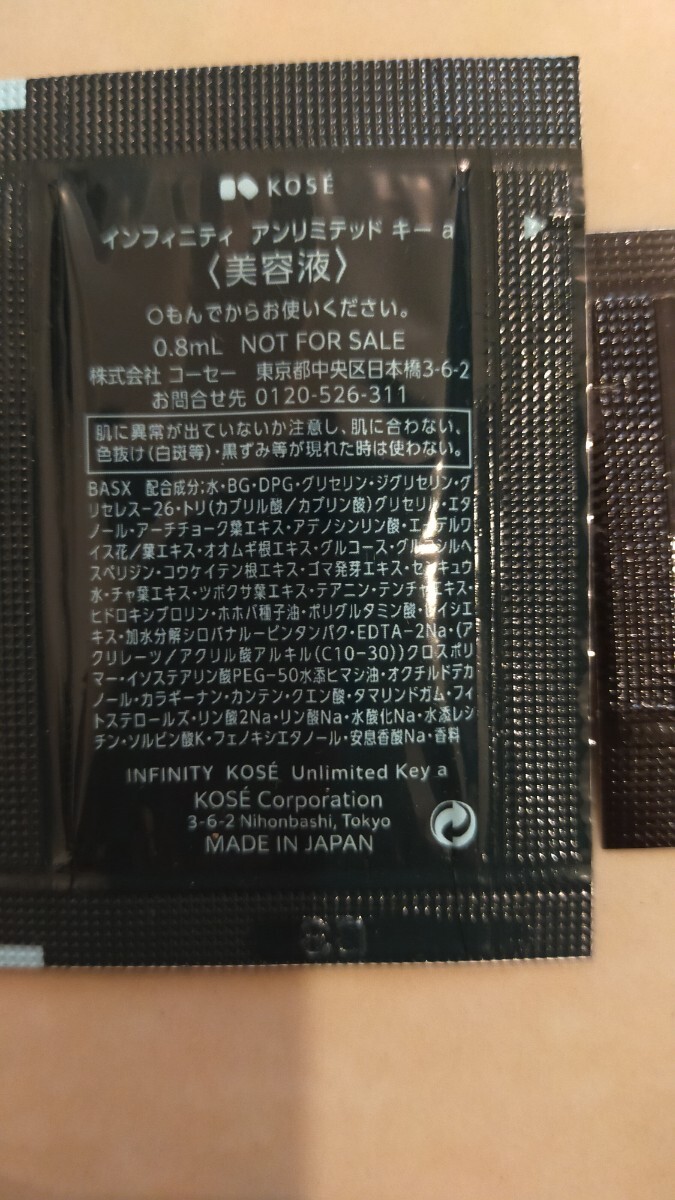 KOSÉ
インフィニティ アンリミテッド キー a
〈美容液〉
○もんでからお使いください。
0.8mL NOT FOR SALE
株式会社 コーセー 東京都中央区日本橋3-6-2
お問合せ先 0120-526-311
肌に異常が出ていないか注意し、肌に合わない、
色抜け(白斑等)・黒ずみ等が現れた時は使わない。
BASX 配合成分:水・BG・DPG・グリセリン・ジグリセリン・グ
リセレス-26・トリ(カプリル酸/カプリン酸)グリセリル・エタ
ノール・アーチチョーク葉エキス・アデノシンリン酸・エーデルワ
イス花/葉エキス・オオムギ根エキス・グルコース・グルコシルヘ
スペリジン・コウケイテン根エキス・ゴマ発芽エキス・センキュウ
水・チャ葉エキス・ツボクサ葉エキス・テアニン・テンチャエキス・
ヒドロキシプロリン・ホホバ種子油・ポリグルタミン酸・レイシエ
キス・加水分解シロバナルーピンタンパク・EDTA-2Na・(ア
クリレーツ/アクリル酸アルキル(C10-30))クロスポリ
マー・イソステアリン酸PEG-50水添ヒマシ油・オクチルドデカ
ノール・カラギーナン・カンテン・クエン酸・タマリンドガム・フィ
トステロールズ・リン酸2Na・リン酸Na・水酸化Na・水添レシ
チン・ソルビン酸K・フェノキシエタノール・安息香酸Na・香料
INFINITY KOSÉ Unlimited Key a
KOSÉ Corporation
3-6-2 Nihonbashi, Tokyo
MADE IN JAPAN